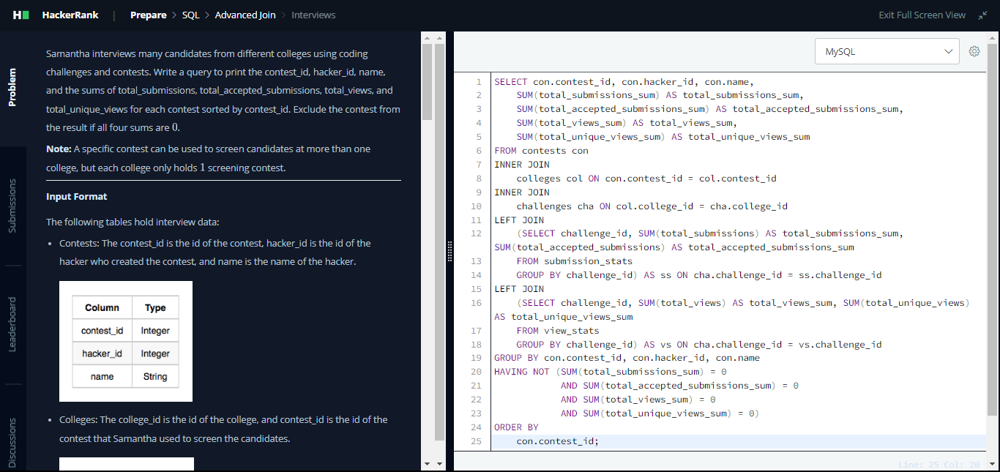 HackerRank | Prepare > SQL > Advanced Join > Interviews
Exit Full Screen View
Problem
Submissions
Leaderboard
Discussions
Samantha interviews many candidates from different colleges using coding
challenges and contests. Write a query to print the contest_id, hacker_id, name,
and the sums of total_submissions, total_accepted_submissions, total_views, and
total_unique_views for each contest sorted by contest_id. Exclude the contest from
the result if all four sums are 0.
Note: A specific contest can be used to screen candidates at more than one
college, but each college only holds 1 screening contest.
Input Format
The following tables hold interview data:
• Contests: The contest_id is the id of the contest, hacker_id is the id of the
hacker who created the contest, and name is the name of the hacker.
Column Type
contest_id Integer
hacker_id Integer
name String
• Colleges: The college_id is the id of the college, and contest_id is the id of the
contest that Samantha used to screen the candidates.
MySQL
1 SELECT con.contest_id, con.hacker_id, con.name,
2 SUM(total_submissions_sum) AS total_submissions_sum,
3 SUM(total_accepted_submissions_sum) AS total_accepted_submissions_sum,
4 SUM(total_views_sum) AS total_views_sum,
5 SUM(total_unique_views_sum) AS total_unique_views_sum
6 FROM contests con
7 INNER JOIN
8 colleges col ON con.contest_id = col.contest_id
9 INNER JOIN
10 challenges cha ON col.college_id = cha.college_id
11 LEFT JOIN
12 (SELECT challenge_id, SUM(total_submissions) AS total_submissions_sum,
SUM(total_accepted_submissions) AS total_accepted_submissions_sum
13 FROM submission_stats
14 GROUP BY challenge_id) AS ss ON cha.challenge_id = ss.challenge_id
15 LEFT JOIN
16 (SELECT challenge_id, SUM(total_views) AS total_views_sum, SUM(total_unique_views)
AS total_unique_views_sum
17 FROM view_stats
18 GROUP BY challenge_id) AS vs ON cha.challenge_id = vs.challenge_id
19 GROUP BY con.contest_id, con.hacker_id, con.name
20 HAVING NOT (SUM(total_submissions_sum) = 0
21 AND SUM(total_accepted_submissions_sum) = 0
22 AND SUM(total_views_sum) = 0
23 AND SUM(total_unique_views_sum) = 0)
24 ORDER BY
25 con.contest_id;
Line: 25 Col: 20